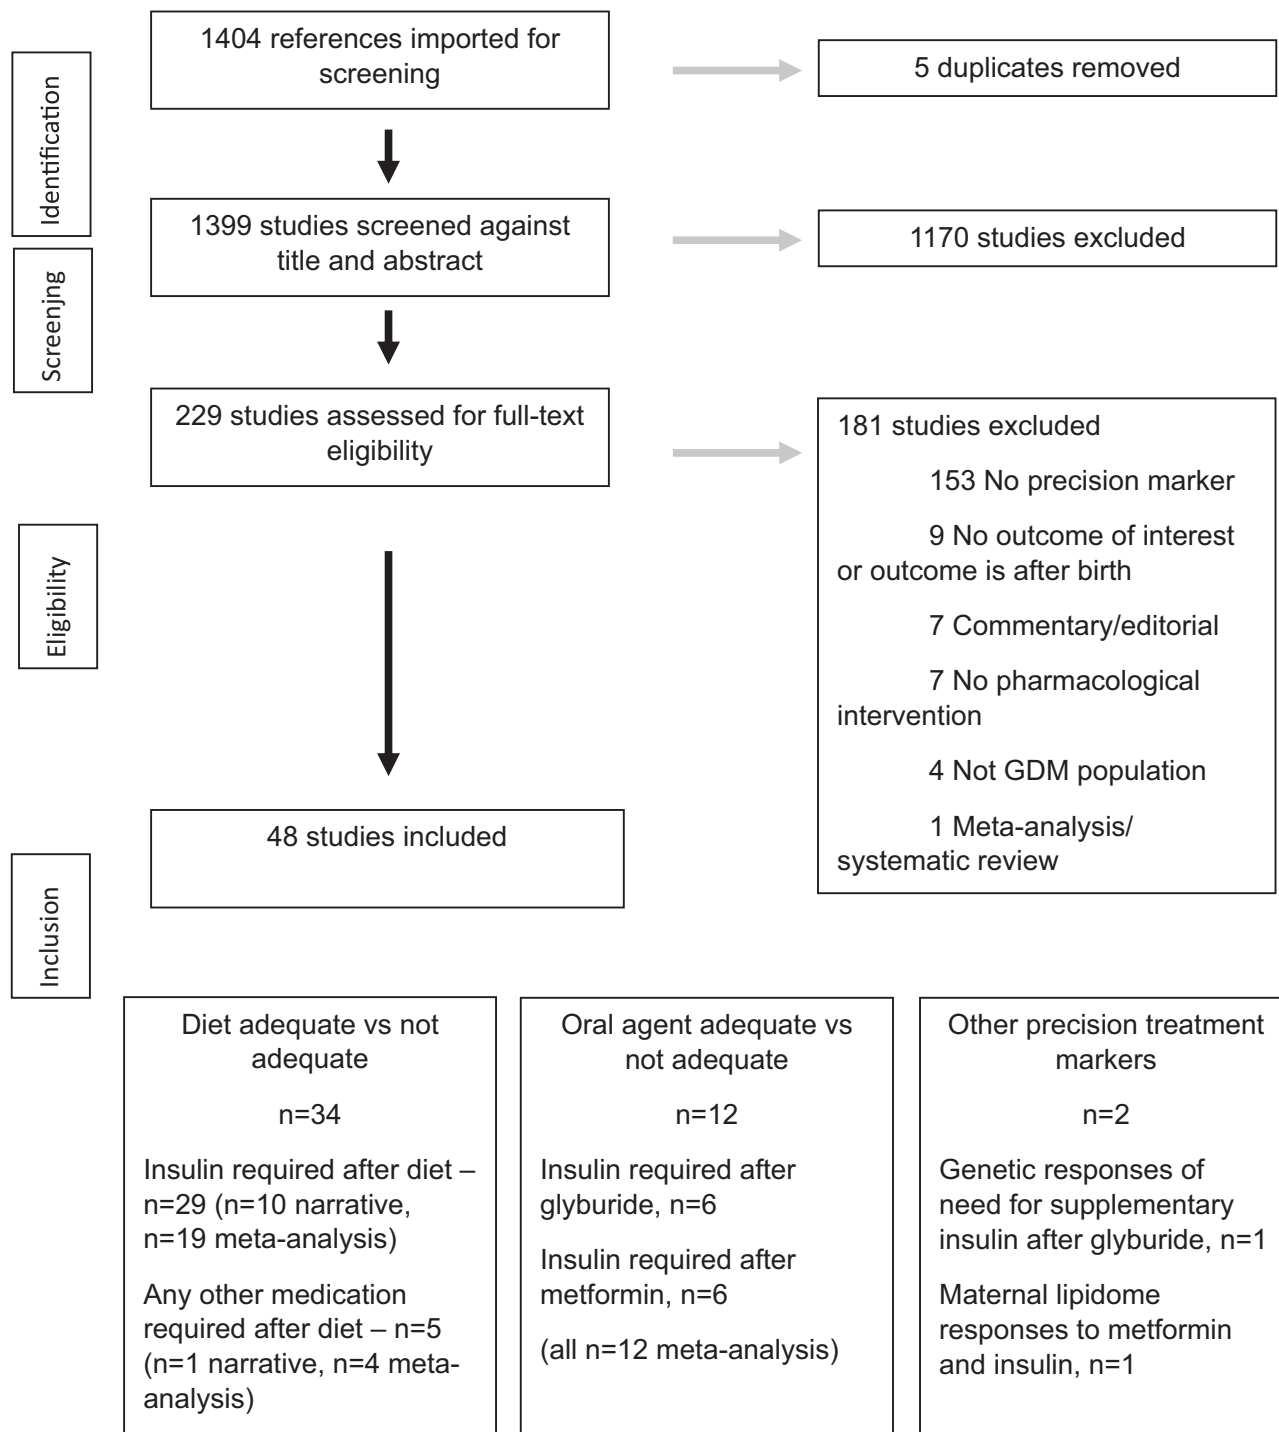 1404 references imported for
screening
5 duplicates removed
Identification
1399 studies screened against
title and abstract
1170 studies excluded
Screenjng
229 studies assessed for full-text
eligibility
181 studies excluded
153 No precision marker
9 No outcome of interest
or outcome is after birth
7 Commentary/editorial
7 No pharmacological
intervention
4 Not GDM population
1 Meta-analysis/
systematic review
Eligibility
48 studies included
Inclusion
Diet adequate vs not
adequate
n=34
Insulin required after diet –
n=29 (n=10 narrative,
n=19 meta-analysis)
Any other medication
required after diet – n=5
(n=1 narrative, n=4 meta-
analysis)
Oral agent adequate vs
not adequate
n=12
Insulin required after
glyburide, n=6
Insulin required after
metformin, n=6
(all n=12 meta-analysis)
Other precision treatment
markers
n=2
Genetic responses of
need for supplementary
insulin after glyburide, n=1
Maternal lipidome
responses to metformin
and insulin, n=1